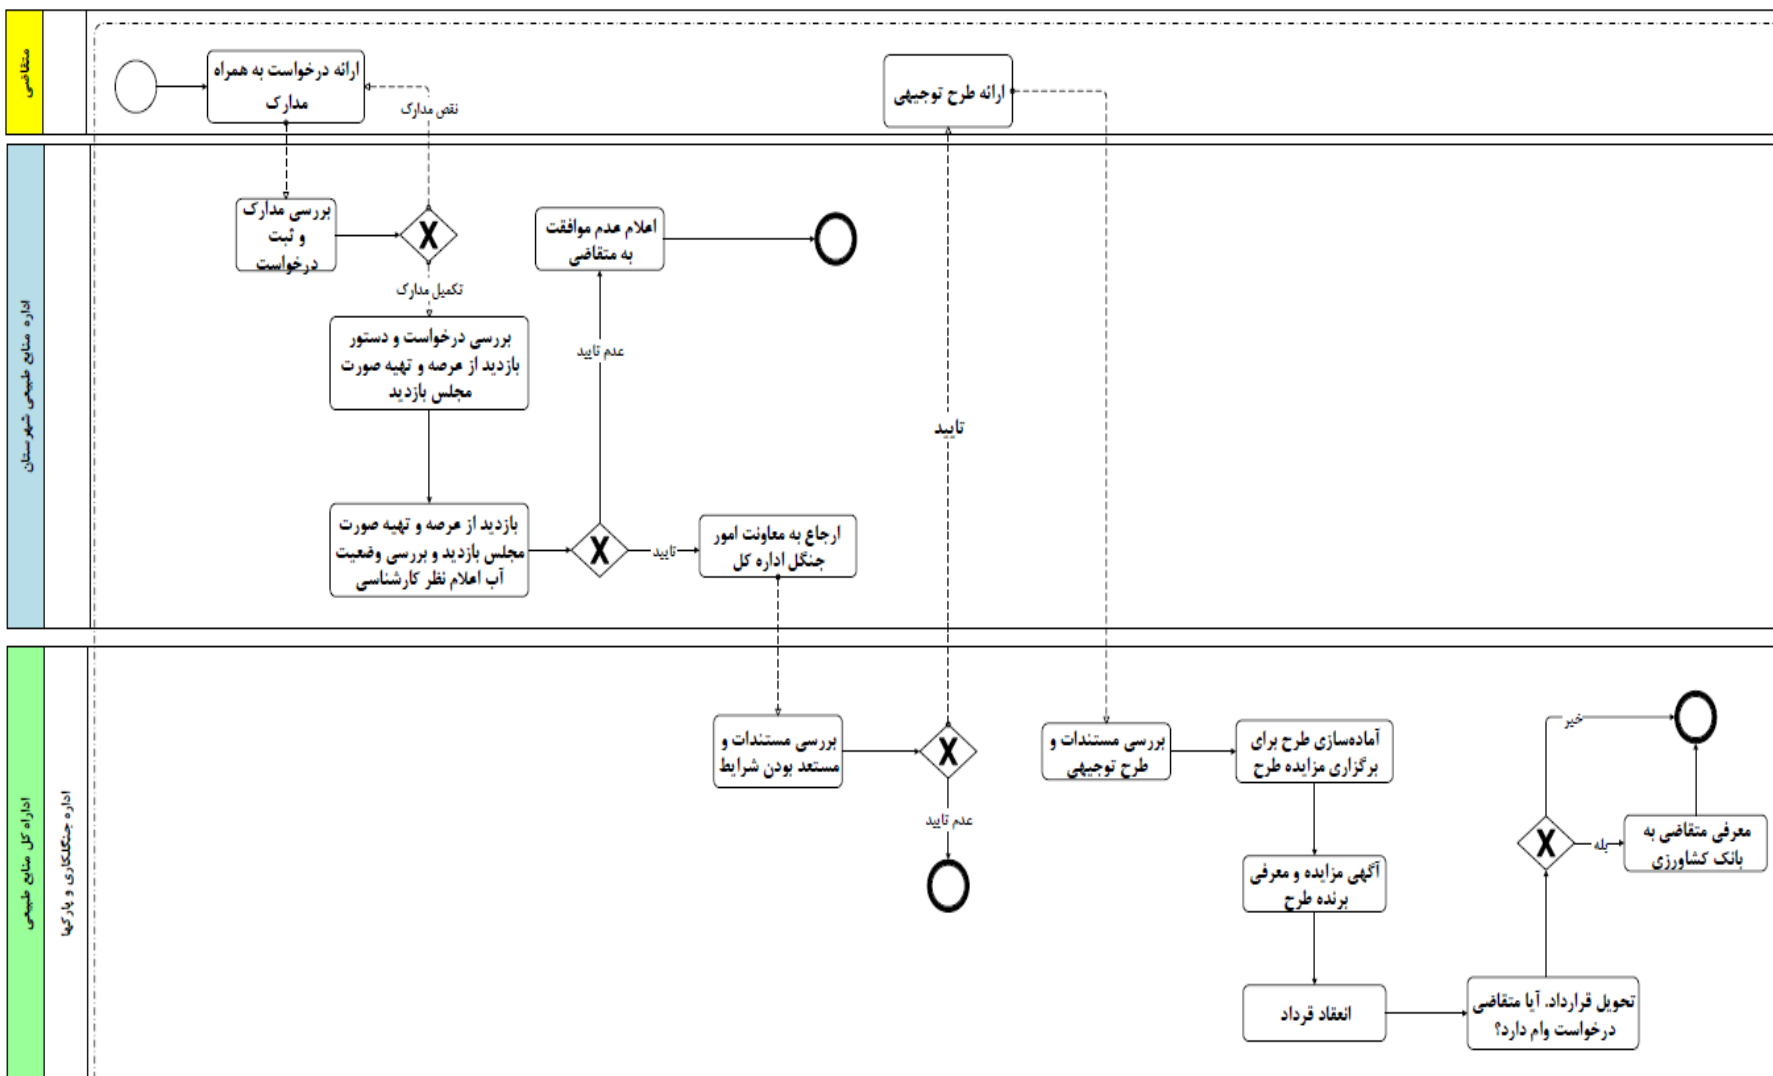 متقاضی
ارائه درخواست به همراه
مدارک
نقص مدارک
ارائه طرح توجیهی
اداره منابع طبیعی شهرستان
بررسی مدارک
و ثبت
درخواست
تکمیل مدارک
بررسی درخواست و دستور
بازدید از عرصه و تهیه صورت
مجلس بازدید
بازدید از عرصه و تهیه صورت
مجلس بازدید و بررسی وضعیت
آب اعلام نظر کارشناسی
اعلام عدم موافقت
به متقاضی
عدم تایید
تایید
ارجاع به معاونت امور
جنگل اداره کل
تایید
اداراه کل منابع طبیعی
اداره جنگلکاری و پارکها
بررسی مستندات و
مستعد بودن شرایط
عدم تایید
بررسی مستندات و
طرح توجیهی
آماده‌سازی طرح برای
برگزاری مزایده طرح
آگهی مزایده و معرفی
برنده طرح
انعقاد قرداد
تحویل قرارداد. آیا متقاضی
درخواست وام دارد؟
خیر
بله
معرفی متقاضی به
بانک کشاورزی